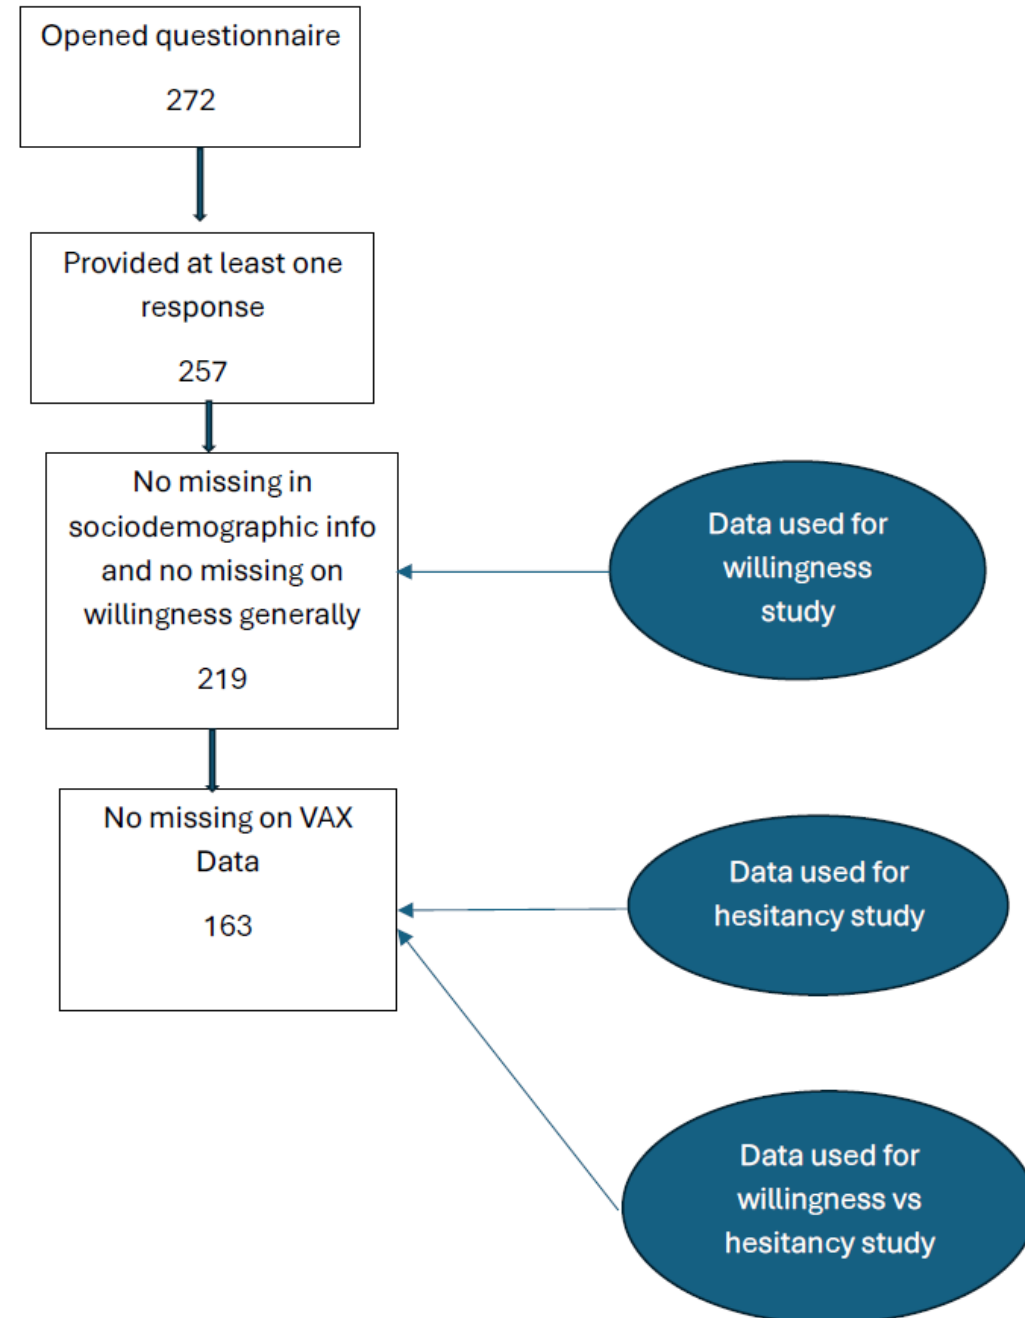 Opened questionnaire
272
Provided at least one
response
257
No missing in
sociodemographic info
and no missing on
willingness generally
219
Data used for
willingness
study
No missing on VAX
Data
163
Data used for
hesitancy study
Data used for
willingness vs
hesitancy study